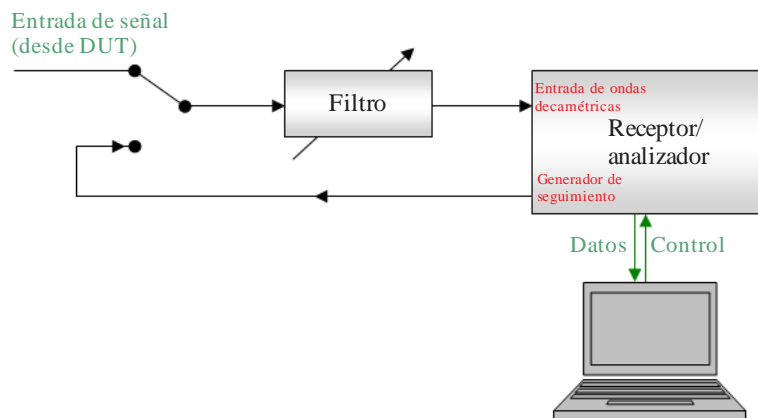 Entrada de señal
(desde DUT)
Filtro
Entrada de ondas
decamétricas
Receptor/
analizador
Generador de
seguimiento
Datos
Control